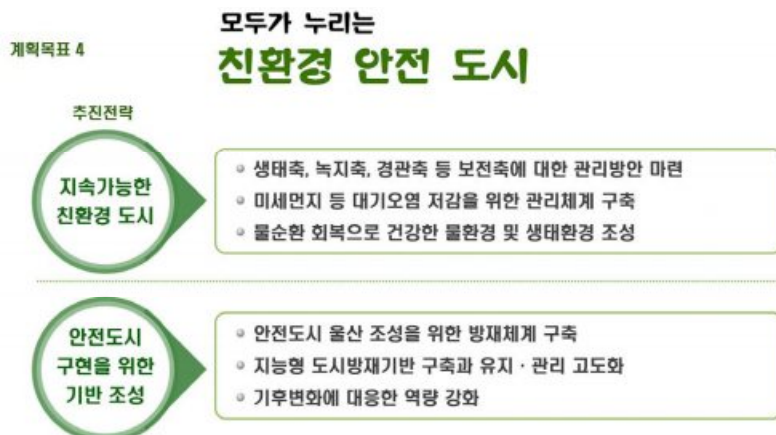 모두가 누리는
계획목표 4
친환경 안전 도시
추진전략
지속가능한
친환경 도시
생태축, 녹지축, 경관축 등 보전축에 대한 관리방안 마련
미세먼지 등 대기오염 저감을 위한 관리체계 구축
물순환 회복으로 건강한 물환경 및 생태환경 조성
안전도시
구현을 위한
기반 조성
안전도시 울산 조성을 위한 방재체계 구축
지능형 도시방재기반 구축과 유지 · 관리 고도화
기후변화에 대응한 역량 강화